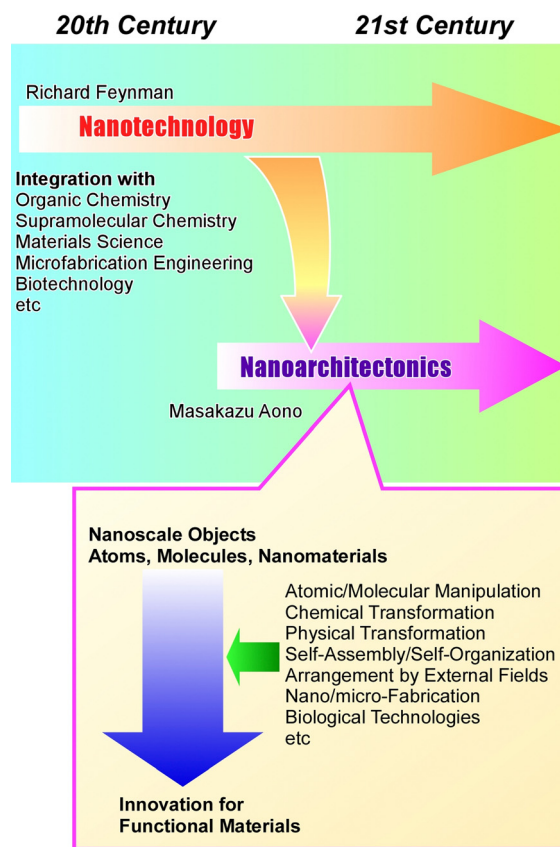 20th Century
21st Century
Richard Feynman
Nanotechnology
Integration with
Organic Chemistry
Supramolecular Chemistry
Materials Science
Microfabrication Engineering
Biotechnology
etc
Nanoarchitectonics
Masakazu Aono
Nanoscale Objects
Atoms, Molecules, Nanomaterials
Atomic/Molecular Manipulation
Chemical Transformation
Physical Transformation
Self-Assembly/Self-Organization
Arrangement by External Fields
Nano/micro-Fabrication
Biological Technologies
etc
Innovation for
Functional Materials